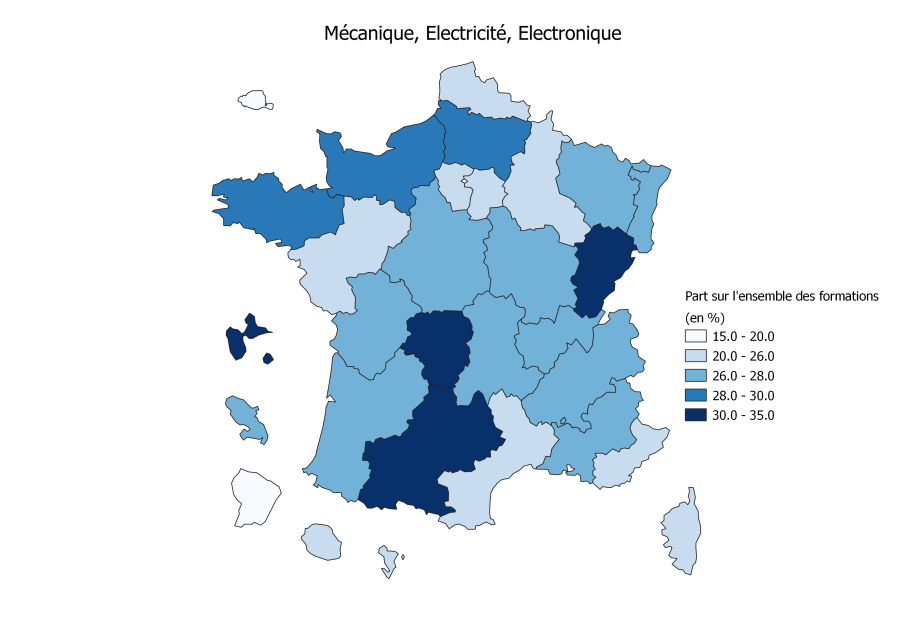 Mécanique, Electricité, Electronique
Part sur l'ensemble des formations
(en %)
15.0 - 20.0
20.0 - 26.0
26.0 - 28.0
28.0 - 30.0
30.0 - 35.0